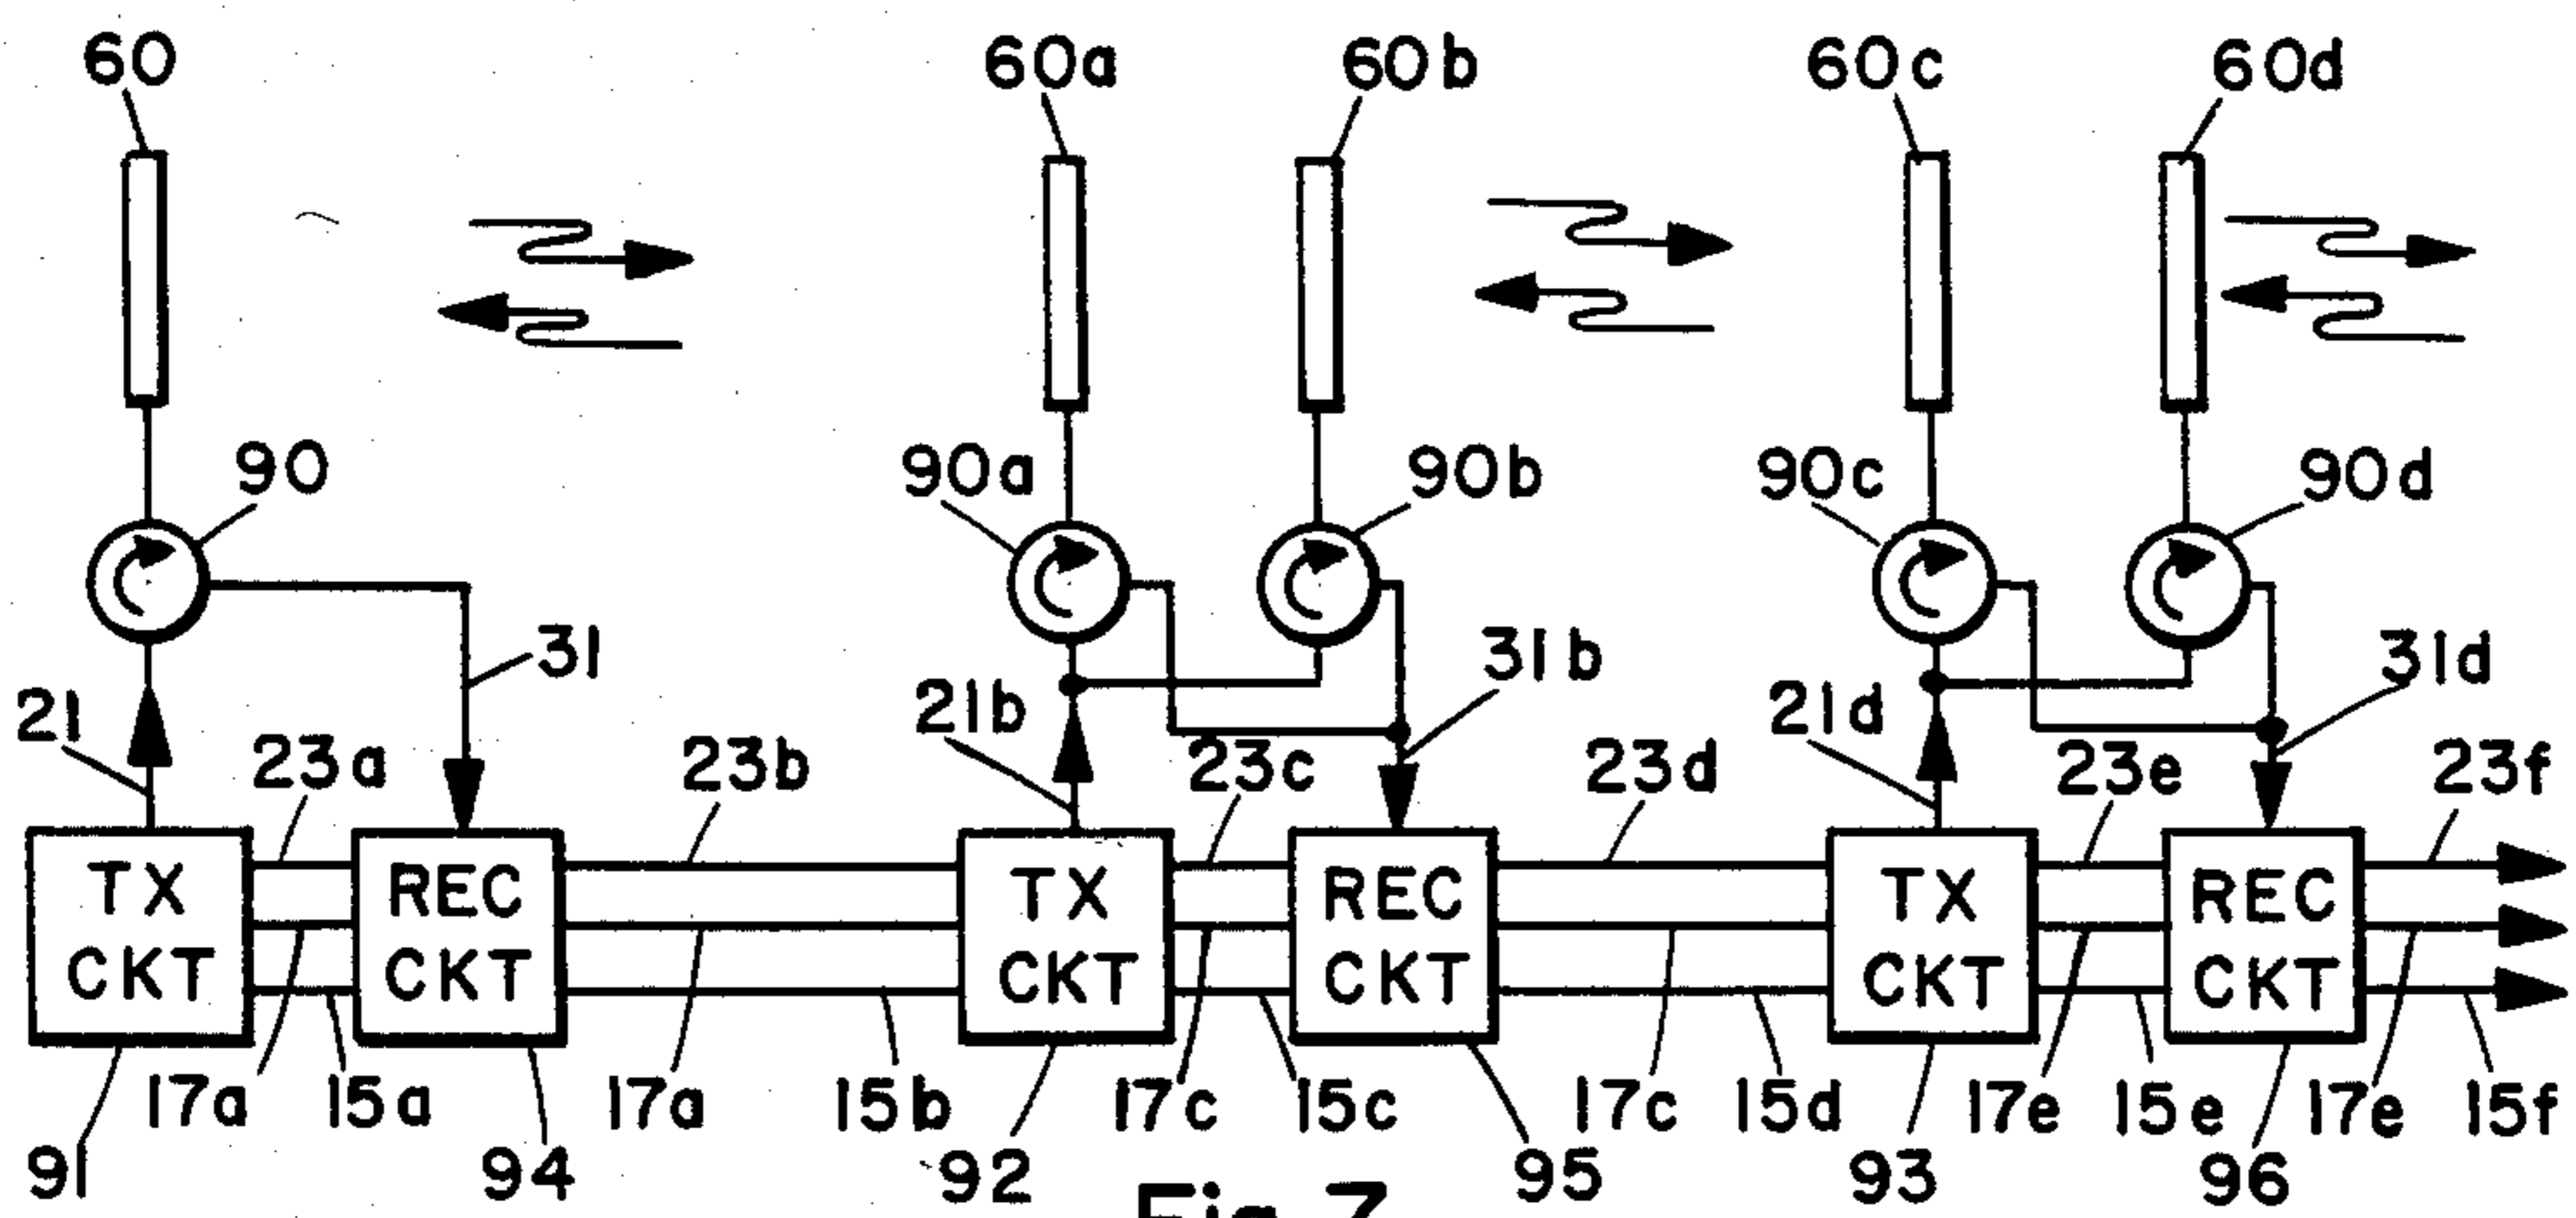 60 60a 60b 60c 60d
90 90a 90b 90c 90d
31 31b 31d
21 21b 21d
23a 23b 23c 23d 23e 23f
TX REC TX REC TX REC
CKT CKT CKT CKT CKT CKT
17a 15a 17a 15b 17c 15c 17c 15d 17e 15e 17e 15f
91 94 92 95 93 96
Fig. 7